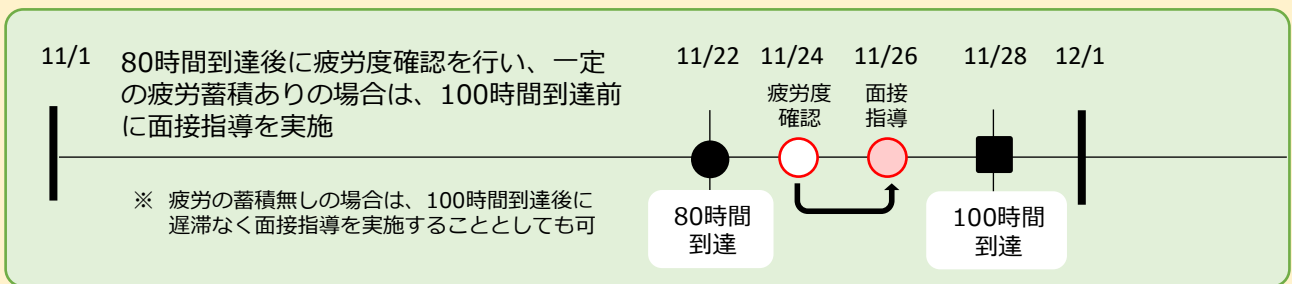 11/1
80時間到達後に疲労度確認を行い、一定
の疲労蓄積ありの場合は、100時間到達前
に面接指導を実施
※ 疲労の蓄積無しの場合は、100時間到達後に
遅滞なく面接指導を実施することとしても可
11/22 11/24 11/26 11/28 12/1
疲労度
確認
面接
指導
80時間
到達
100時間
到達